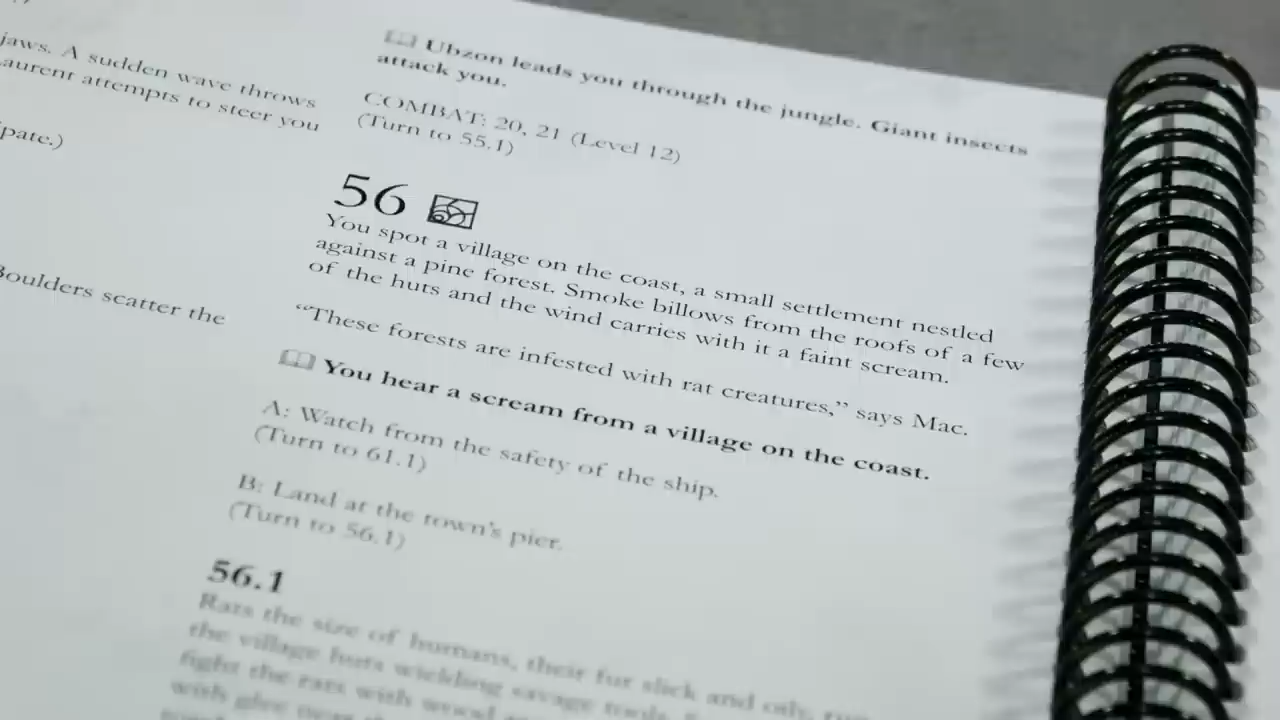 jaws. A sudden wave throws
aurent attempts to steer you
pate.)
Boulders scatter the
Ubzon leads you through the jungle. Giant insects
attack you.
COMBAT: 20, 21 (Level 12)
(Turn to 55.1)
56
You spot a village on the coast, a small settlement nestled
against a pine forest. Smoke billows from the roofs of a few
of the huts and the wind carries with it a faint scream.
“These forests are infested with rat creatures,” says Mac.
You hear a scream from a village on the coast.
A: Watch from the safety of the ship.
(Turn to 61.1)
B: Land at the town’s pier.
(Turn to 56.1)
56.1
Rats the size of humans, their fur slick and oily, run
the village huts wielding savage tools.
fight the rats with wood
with glee near